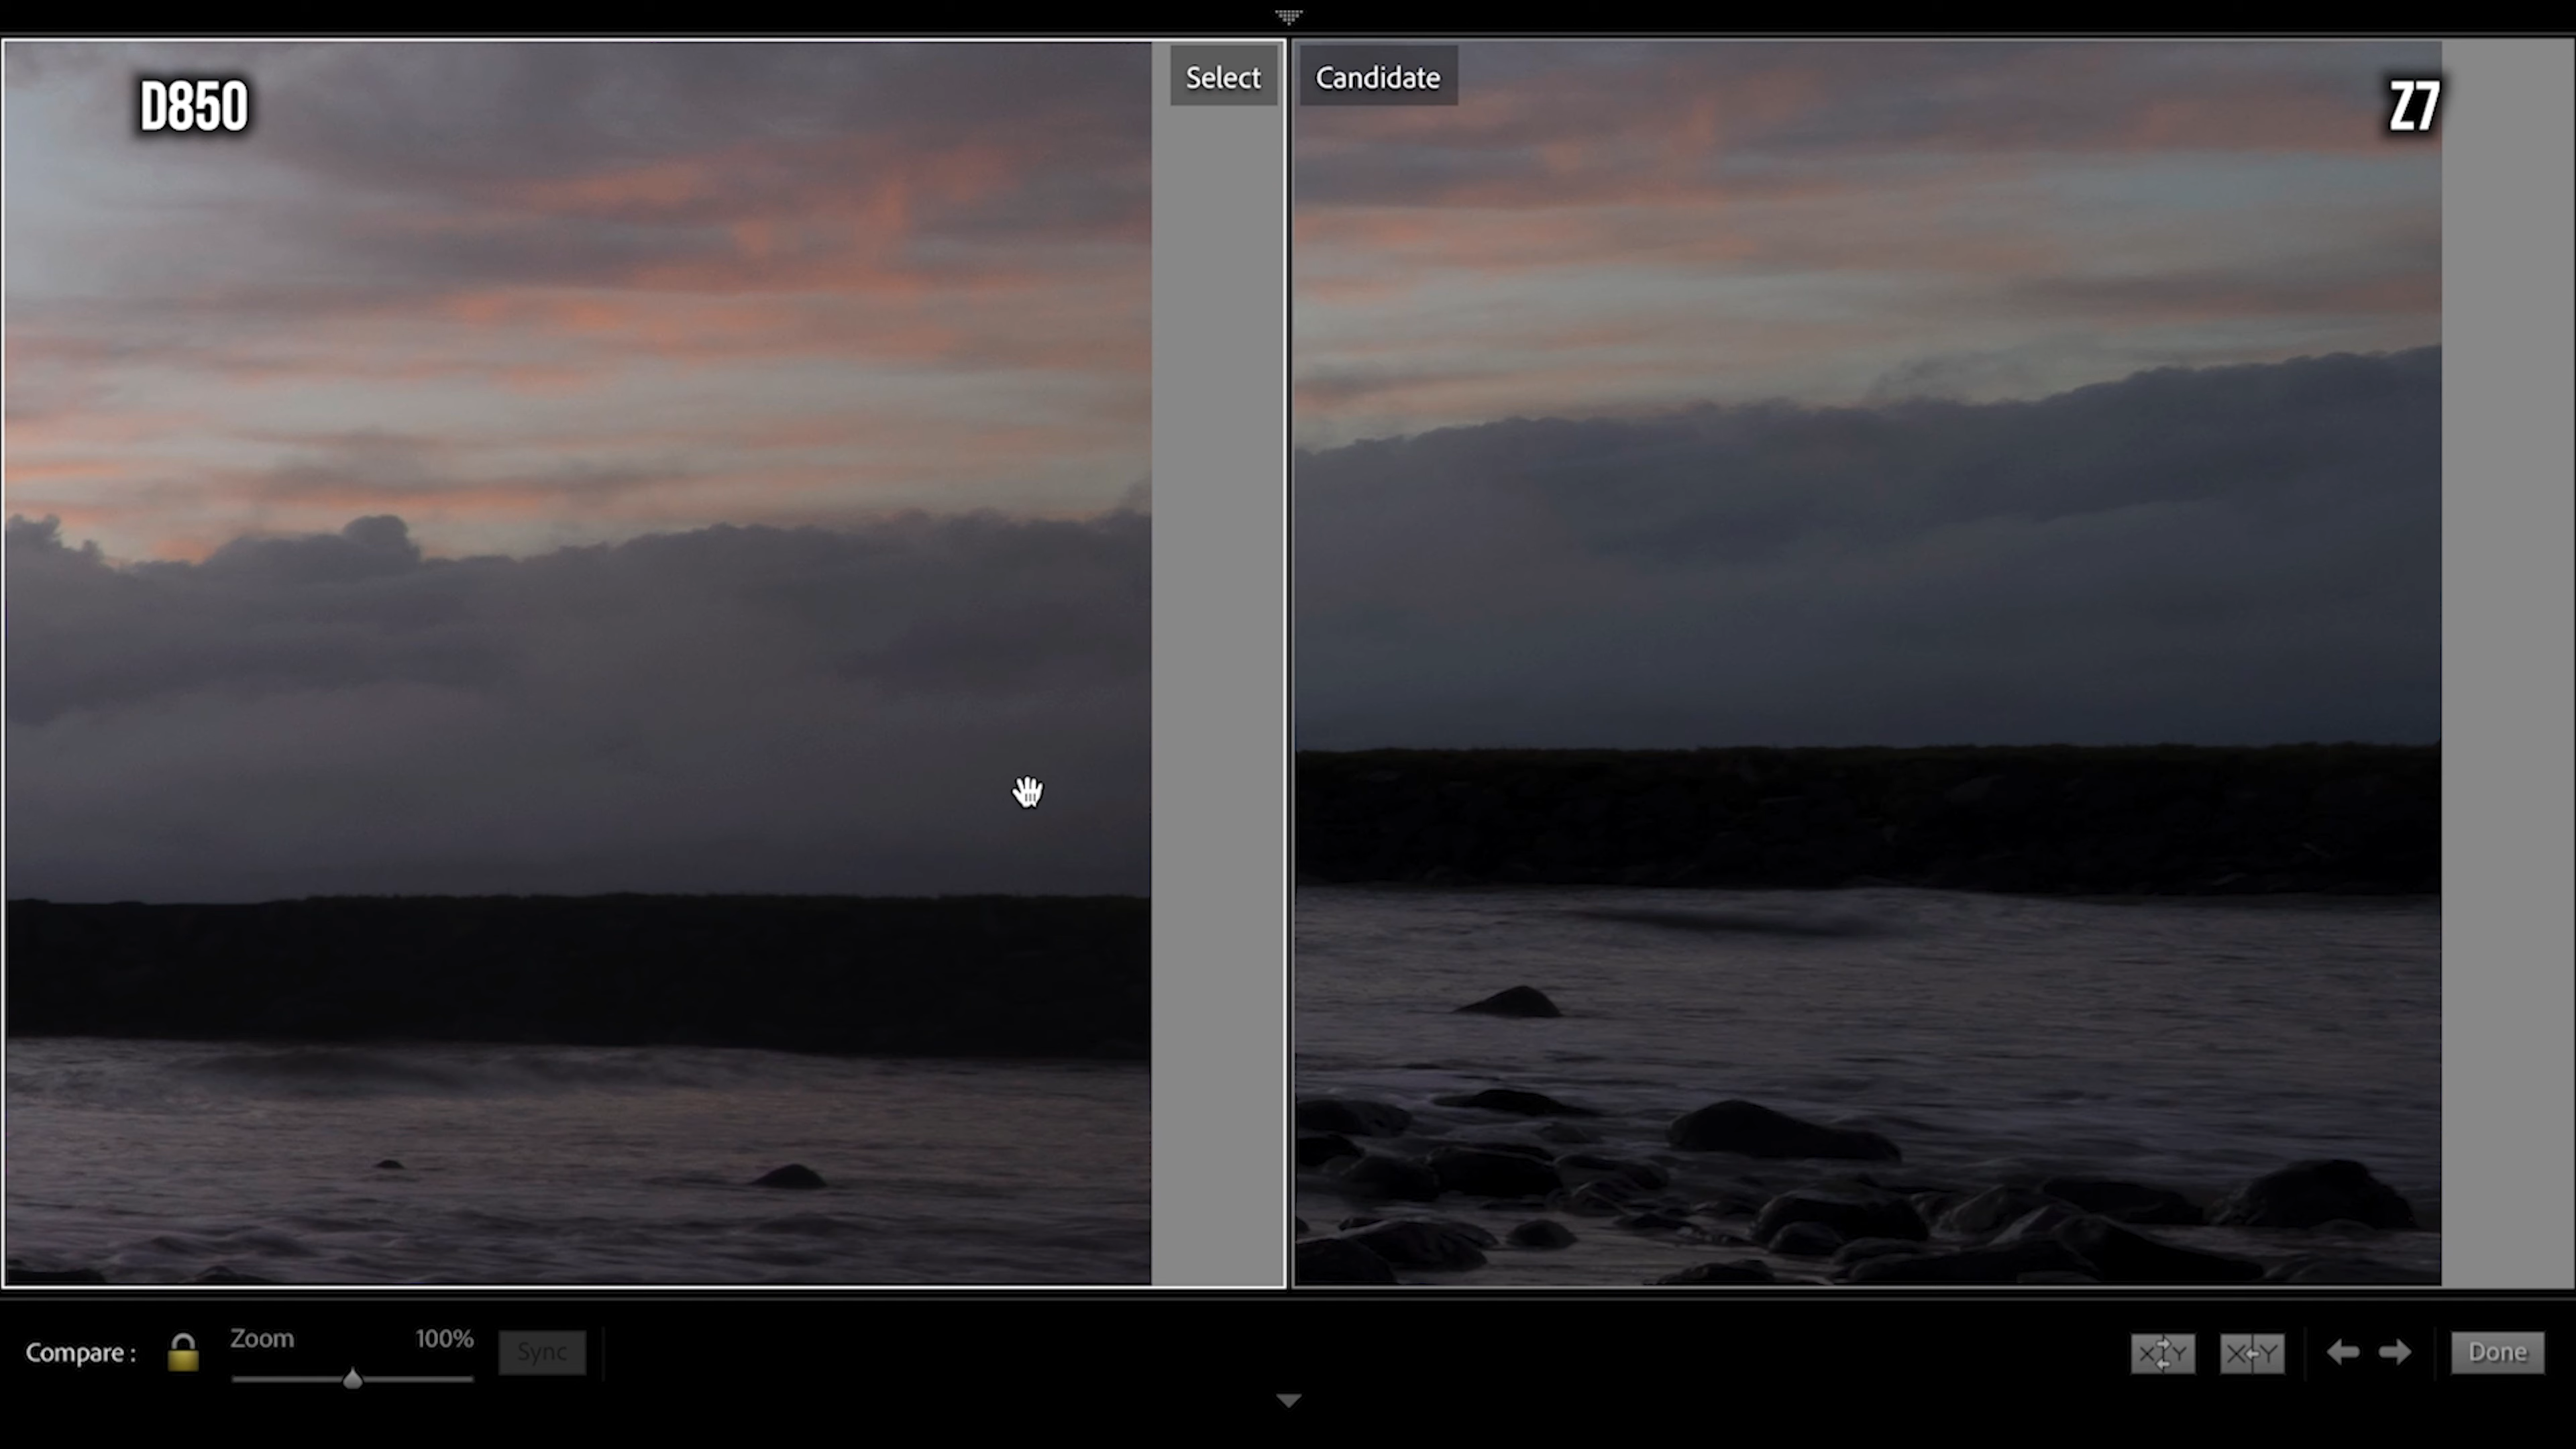 D850
Select
Candidate
Z7
Compare :
Zoom
100%
Sync
X Y
X Y
Done